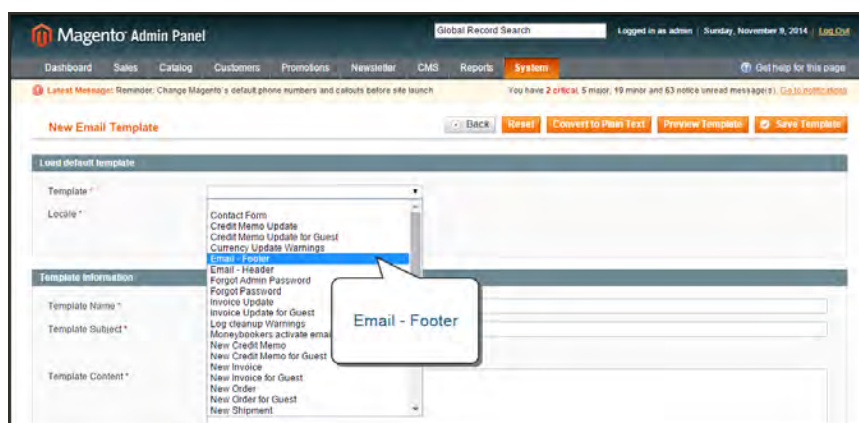 Magento Admin Panel
Global Record Search
Logged in as admin | Sunday, November 9, 2014 | Log Out
Dashboard Sales Catalog Customers Promotions Newsletter CMS Reports System Get help for this page
Latest Message: Reminder: Change Magento's default phone numbers and callouts before site launch You have 2 critical, 5 major, 19 minor and 63 notice unread message(s). Go to notifications
New Email Template
Back Reset Convert to Plain Text Preview Template Save Template
Load default template
Template *
Locale *
Contact Form
Credit Memo Update
Credit Memo Update for Guest
Currency Update Warnings
Email - Footer
Email - Header
Forgot Admin Password
Forgot Password
Invoice Update
Invoice Update for Guest
Log cleanup Warnings
Moneybookers activate email
New Credit Memo
New Credit Memo for Guest
New Invoice
New Invoice for Guest
New Order
New Order for Guest
New Shipment
Email - Footer
Template Information
Template Name *
Template Subject *
Template Content *